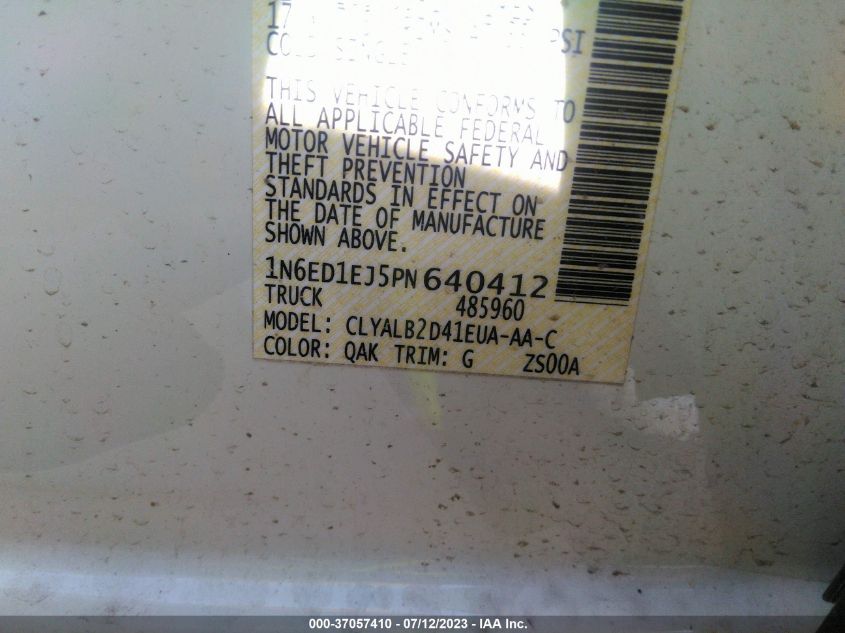 17
PSI
COLD SINGLE
THIS VEHICLE CONFORMS TO
ALL APPLICABLE FEDERAL
MOTOR VEHICLE SAFETY AND
THEFT PREVENTION
STANDARDS IN EFFECT ON
THE DATE OF MANUFACTURE
SHOWN ABOVE.
1N6ED1EJ5PN640412
TRUCK 485960
MODEL: CLYALB2D41EUA-AA-C
COLOR: QAK TRIM: G ZS00A
000-37057410 - 07/12/2023 - IAA Inc.